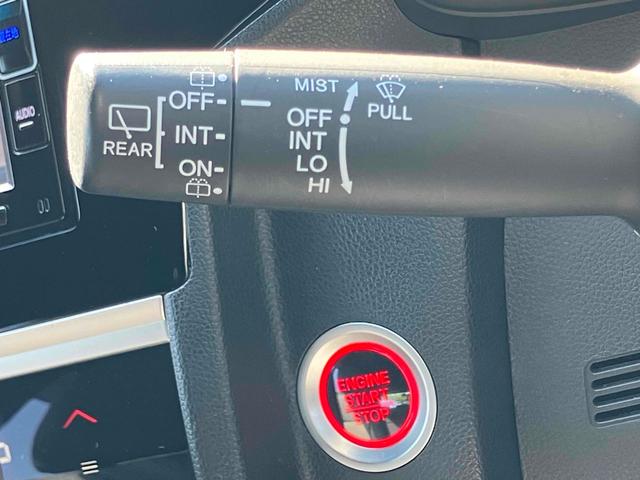 AUDIO
REAR
OFF
INT
ON
MIST
OFF
INT
LO
HI
PULL
ENGINE
START
STOP